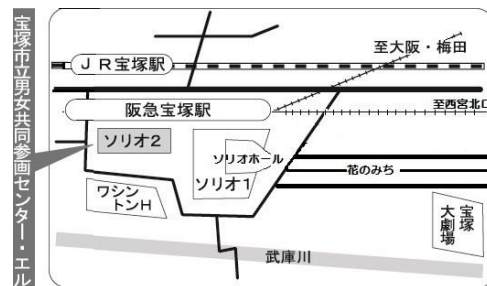 宝塚市立男女共同参画センター・エル
JR宝塚駅
至大阪・梅田
阪急宝塚駅
至西宮北口
ソリオ2
ソリオホール
ソリオ1
花のみち
ワシン
トンH
宝塚
大劇場
武庫川